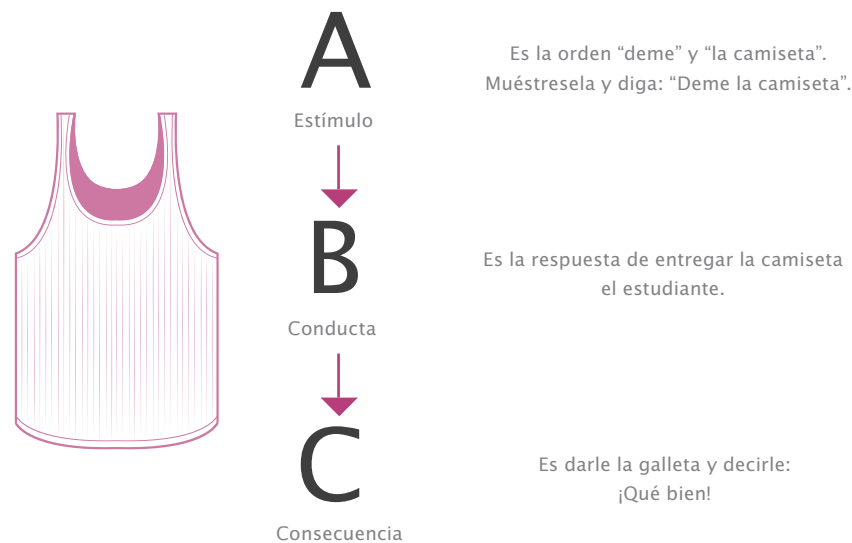 A
Estímulo
Es la orden “deme” y “la camiseta”.
Muéstresela y diga: “Deme la camiseta”.
B
Conducta
Es la respuesta de entregar la camiseta
el estudiante.
C
Consecuencia
Es darle la galleta y decirle:
¡Qué bien!